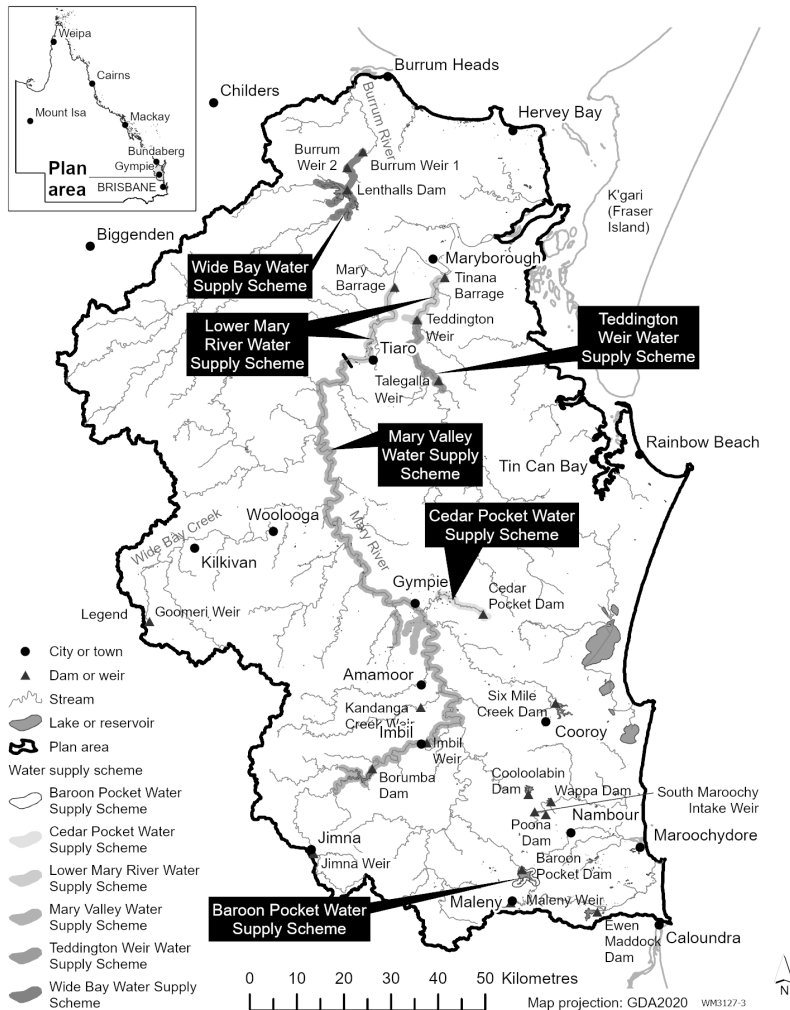 Weipa
Cairns
Mount Isa
Mackay
Bundaberg
Gympie
Plan
area
BRISBANE
Burrum Heads
Childers
Burrum River
Hervey Bay
Burrum
Weir 2
Burrum Weir 1
Lenthalls Dam
K'gari
(Fraser
Island)
Biggenden
Wide Bay Water
Supply Scheme
Maryborough
Mary
Barrage
Tinana
Barrage
Lower Mary
River Water
Supply Scheme
Teddington
Weir
Teddington
Weir Water
Supply Scheme
Tiaro
Talegalla
Weir
Mary Valley
Water Supply
Scheme
Rainbow Beach
Tin Can Bay
Cedar Pocket Water
Supply Scheme
Woolooga
Wide Bay Creek
Mary River
Kilkivan
Gympie
Cedar
Pocket Dam
Goomeri Weir
Amamoor
Kandanga
Creek Weir
Six Mile
Creek Dam
Imbil
Imbil
Weir
Cooroy
Borumba
Dam
Cooloolabin
Dam
Wappa Dam
South Maroochy
Intake Weir
Poona
Dam
Nambour
Maroochydore
Jimna
Jimna Weir
Baroon
Pocket Dam
Baroon Pocket Water
Supply Scheme
Maleny
Maleny Weir
Ewen
Maddock
Dam
Caloundra
Legend
City or town
Dam or weir
Stream
Lake or reservoir
Plan area
Water supply scheme
Baroon Pocket Water
Supply Scheme
Cedar Pocket Water
Supply Scheme
Lower Mary River Water
Supply Scheme
Mary Valley Water
Supply Scheme
Teddington Weir Water
Supply Scheme
Wide Bay Water Supply
Scheme
0 10 20 30 40 50 Kilometres
Map projection: GDA2020 WM3127-3
N